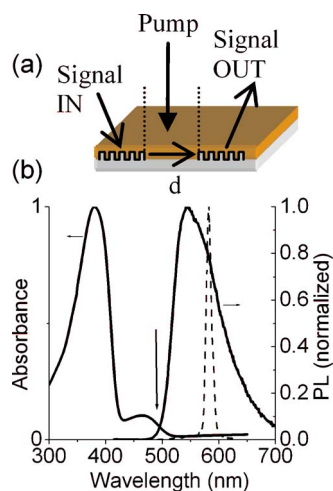 (a)
Pump
Signal
IN
Signal
OUT
d
(b)
1
0
Absorbance
1.0
0.8
0.6
0.4
0.2
0.0
PL (normalized)
300 400 500 600 700
Wavelength (nm)